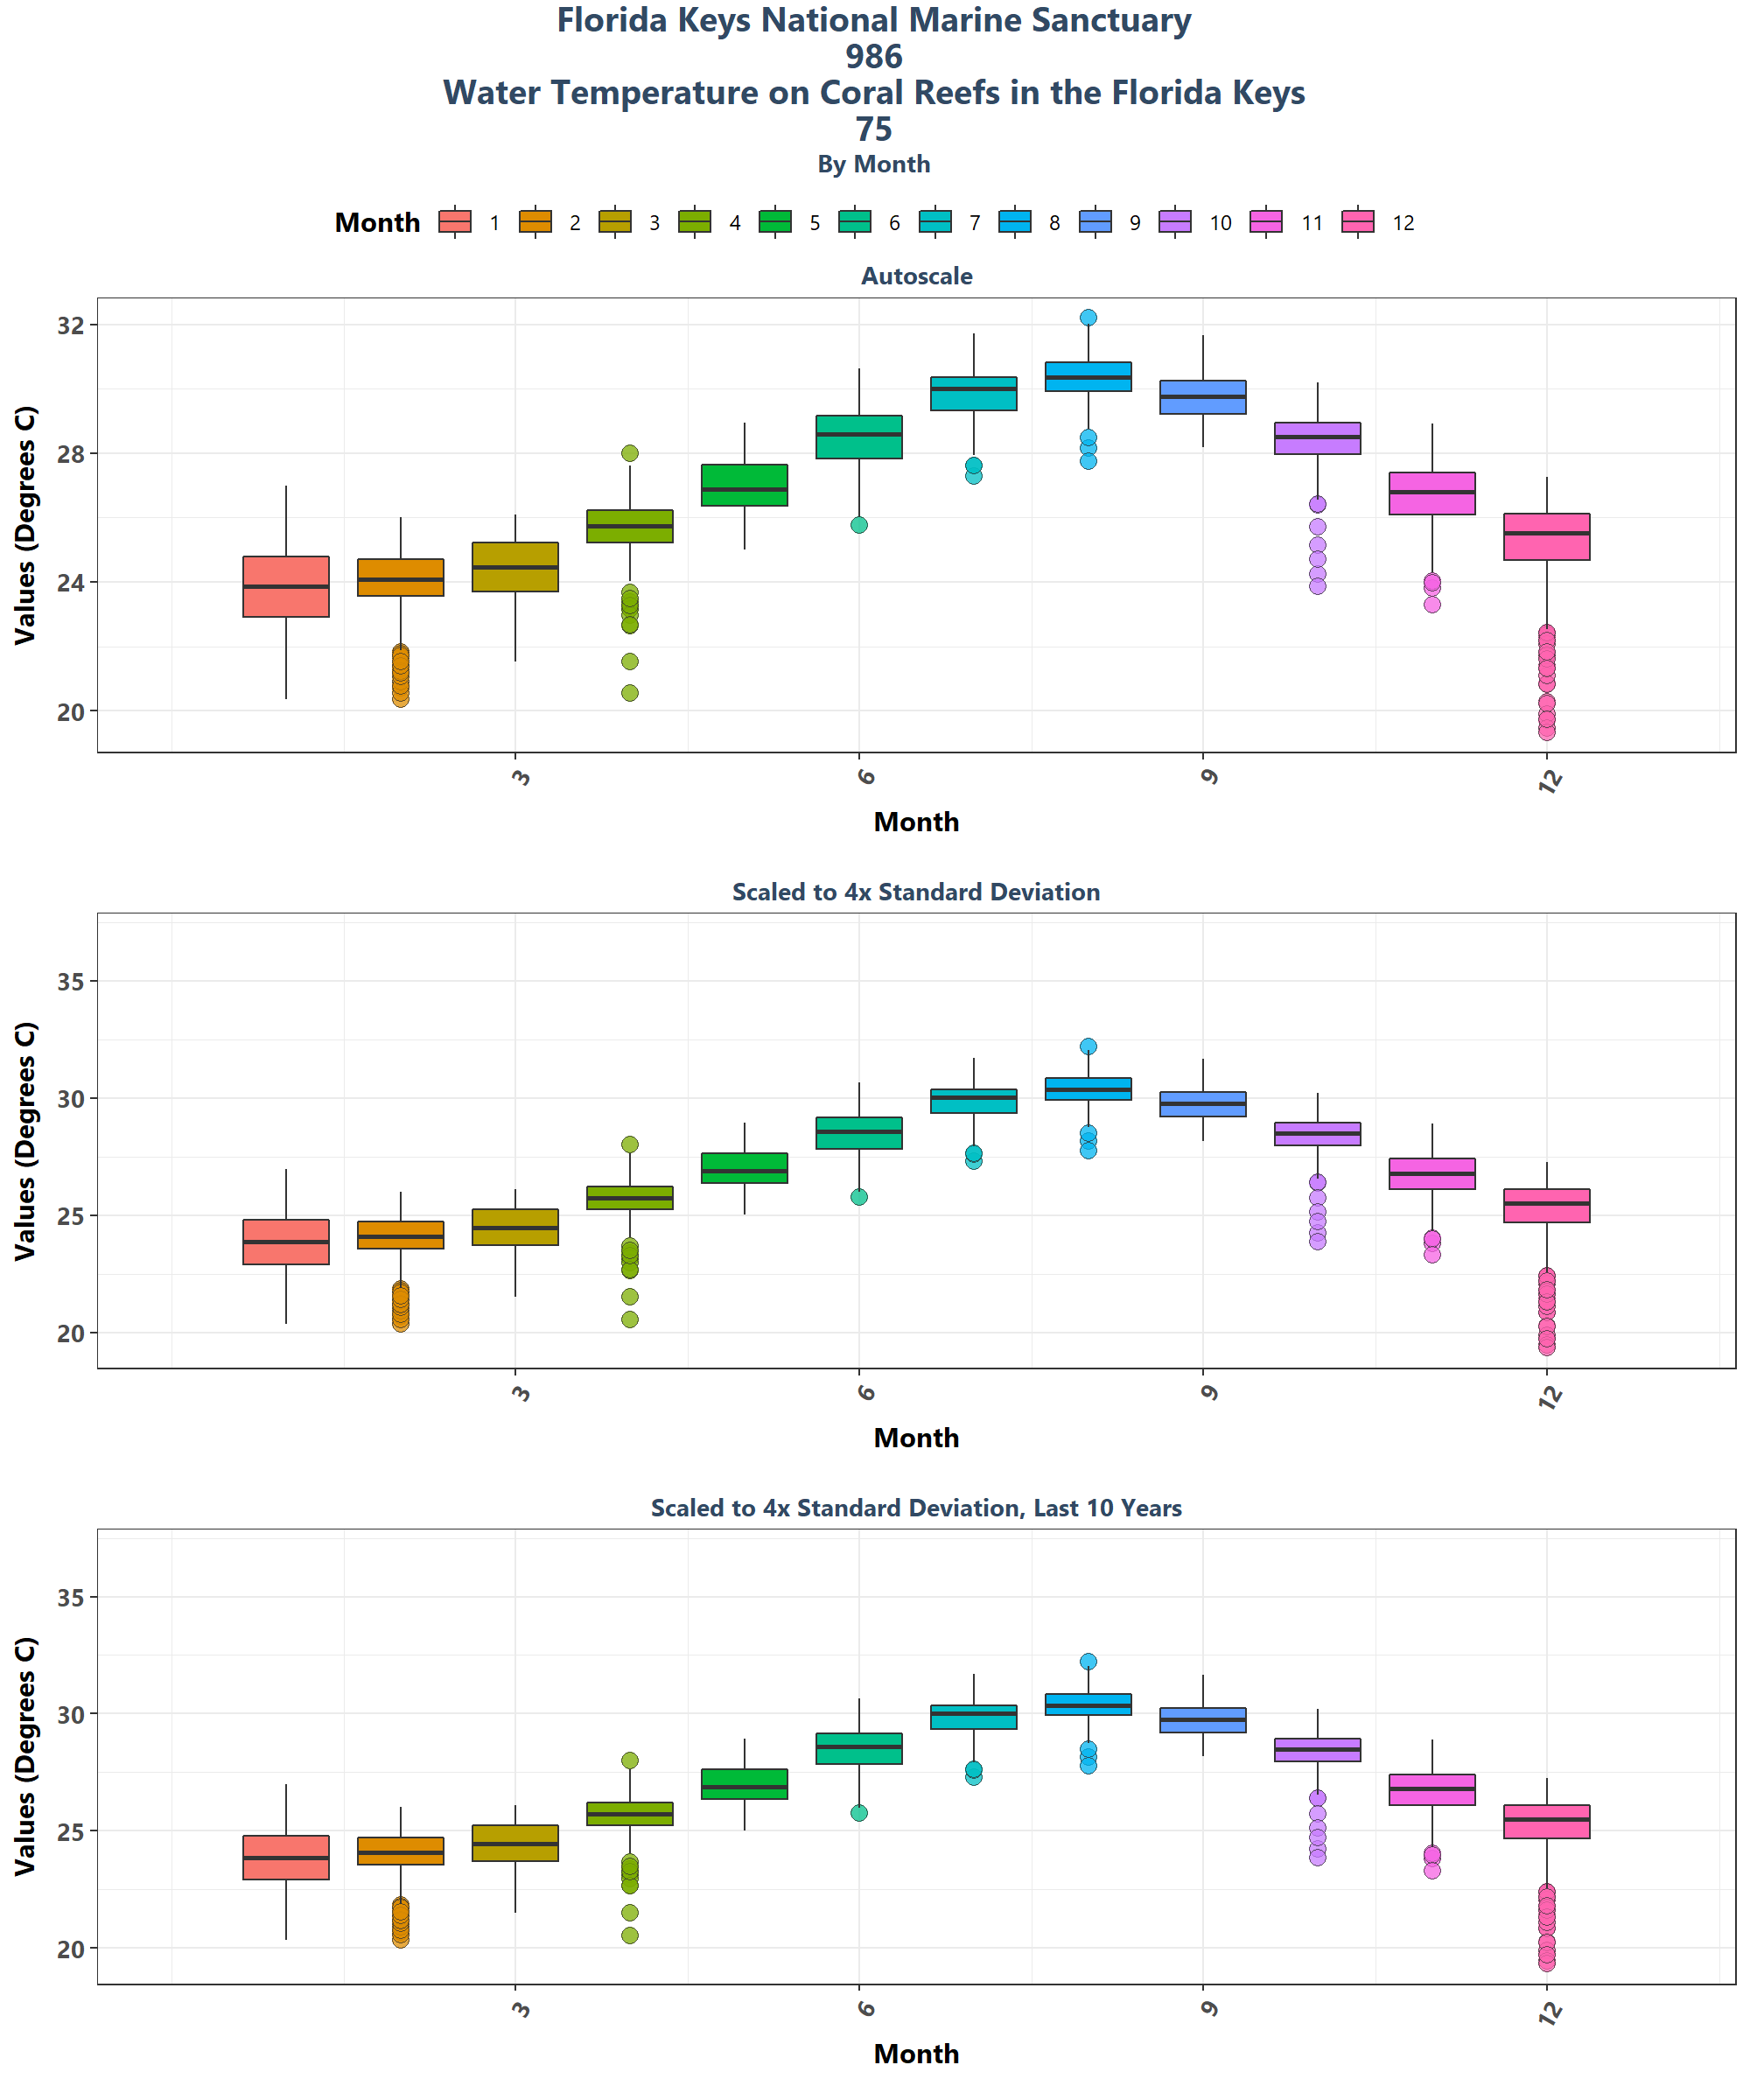 Florida Keys National Marine Sanctuary
986
Water Temperature on Coral Reefs in the Florida Keys
75
By Month
Month 1 2 3 4 5 6 7 8 9 10 11 12
Autoscale
Values (Degrees C)
32
28
24
20
3 6 9 12
Month
Scaled to 4x Standard Deviation
Values (Degrees C)
35
30
25
20
3 6 9 12
Month
Scaled to 4x Standard Deviation, Last 10 Years
Values (Degrees C)
35
30
25
20
3 6 9 12
Month